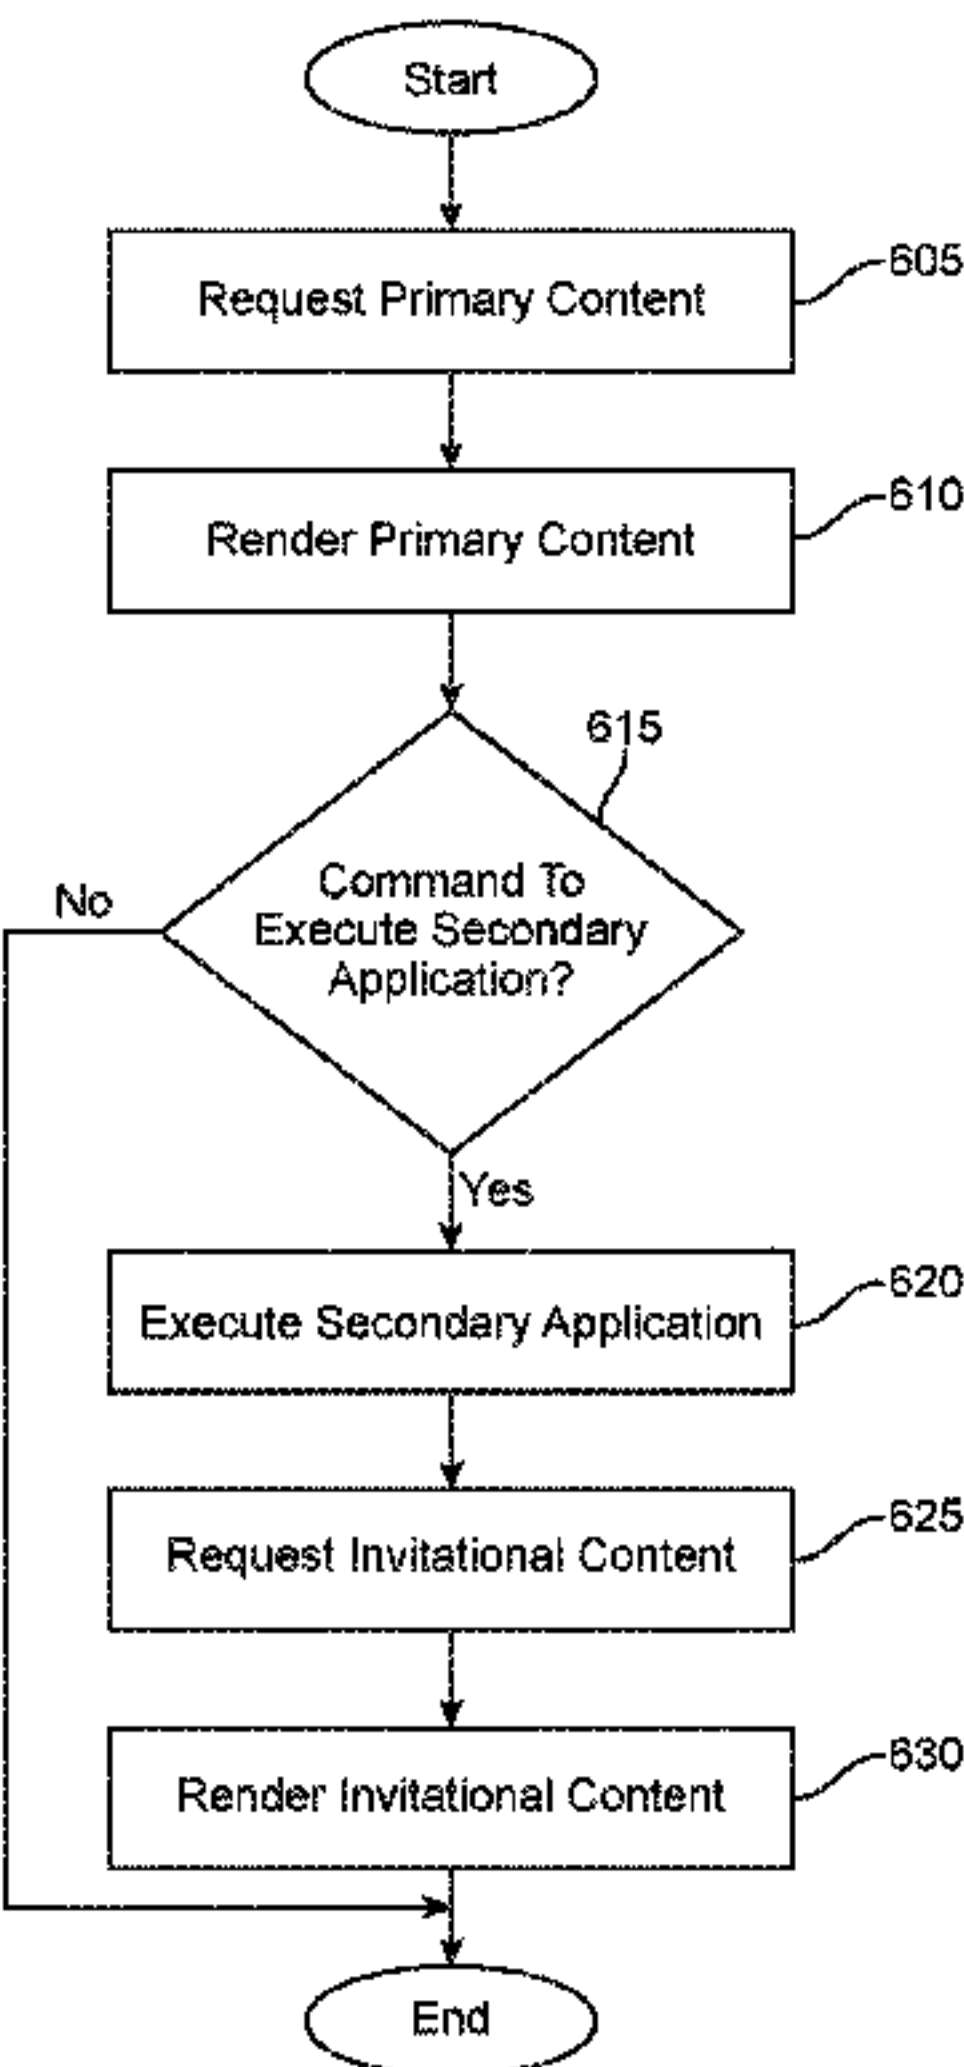 Start
Request Primary Content
605
Render Primary Content
610
615
Command To
Execute Secondary
Application?
No
Yes
Execute Secondary Application
620
Request Invitational Content
625
Render Invitational Content
630
End